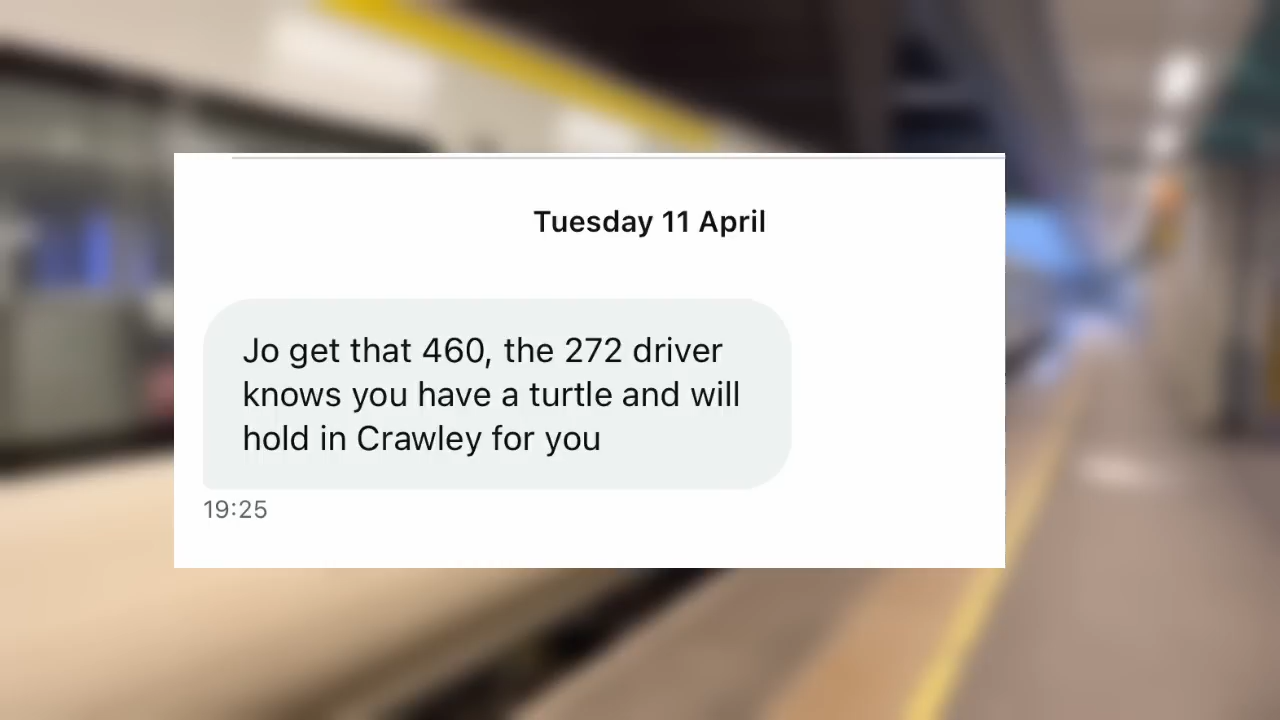 Tuesday 11 April
Jo get that 460, the 272 driver
knows you have a turtle and will
hold in Crawley for you
19:25